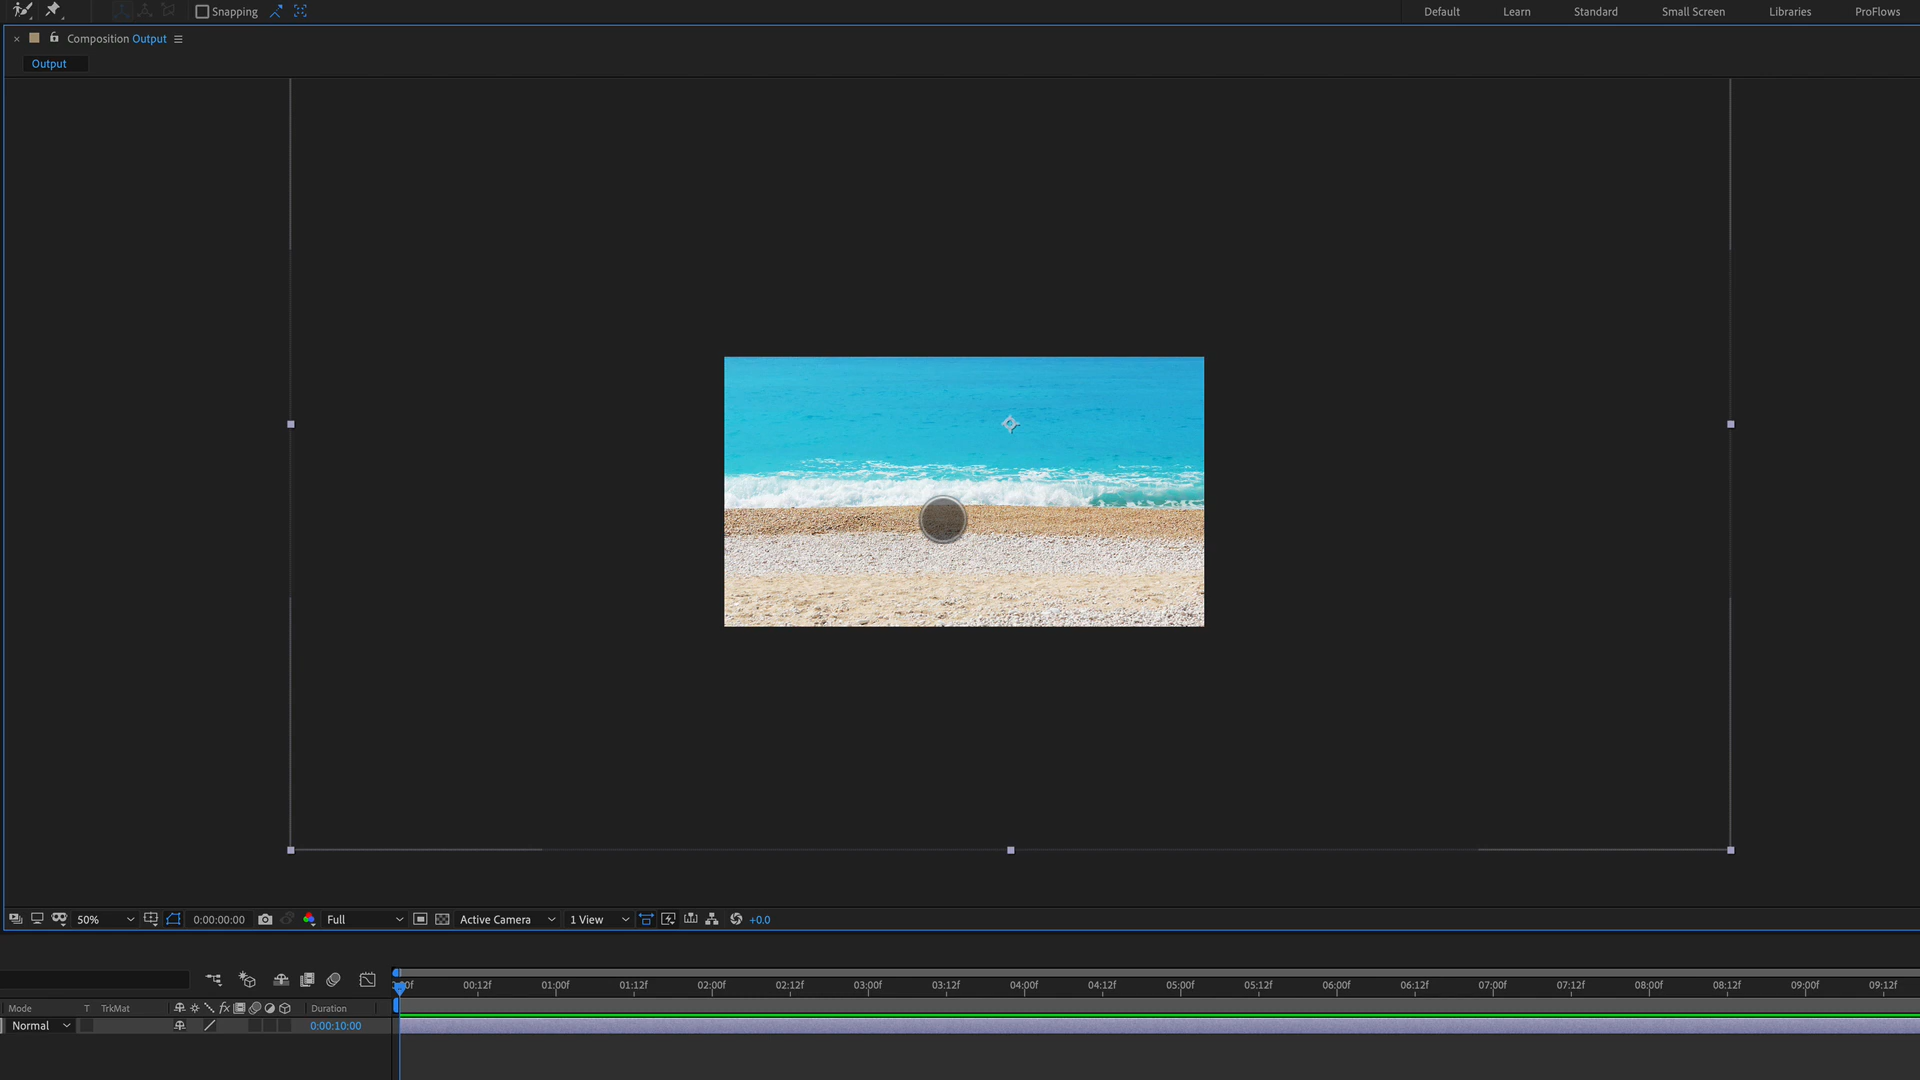 Snapping Default Learn Standard Small Screen Libraries ProFlows
× Composition Output
Output
50% 0:00:00:00 Full Active Camera 1 View +0.0
00:12f 01:00f 01:12f 02:00f 02:12f 03:00f 03:12f 04:00f 04:12f 05:00f 05:12f 06:00f 06:12f 07:00f 07:12f 08:00f 08:12f 09:00f 09:12f
Mode T TrkMat fx Duration
Normal 0:00:10:00